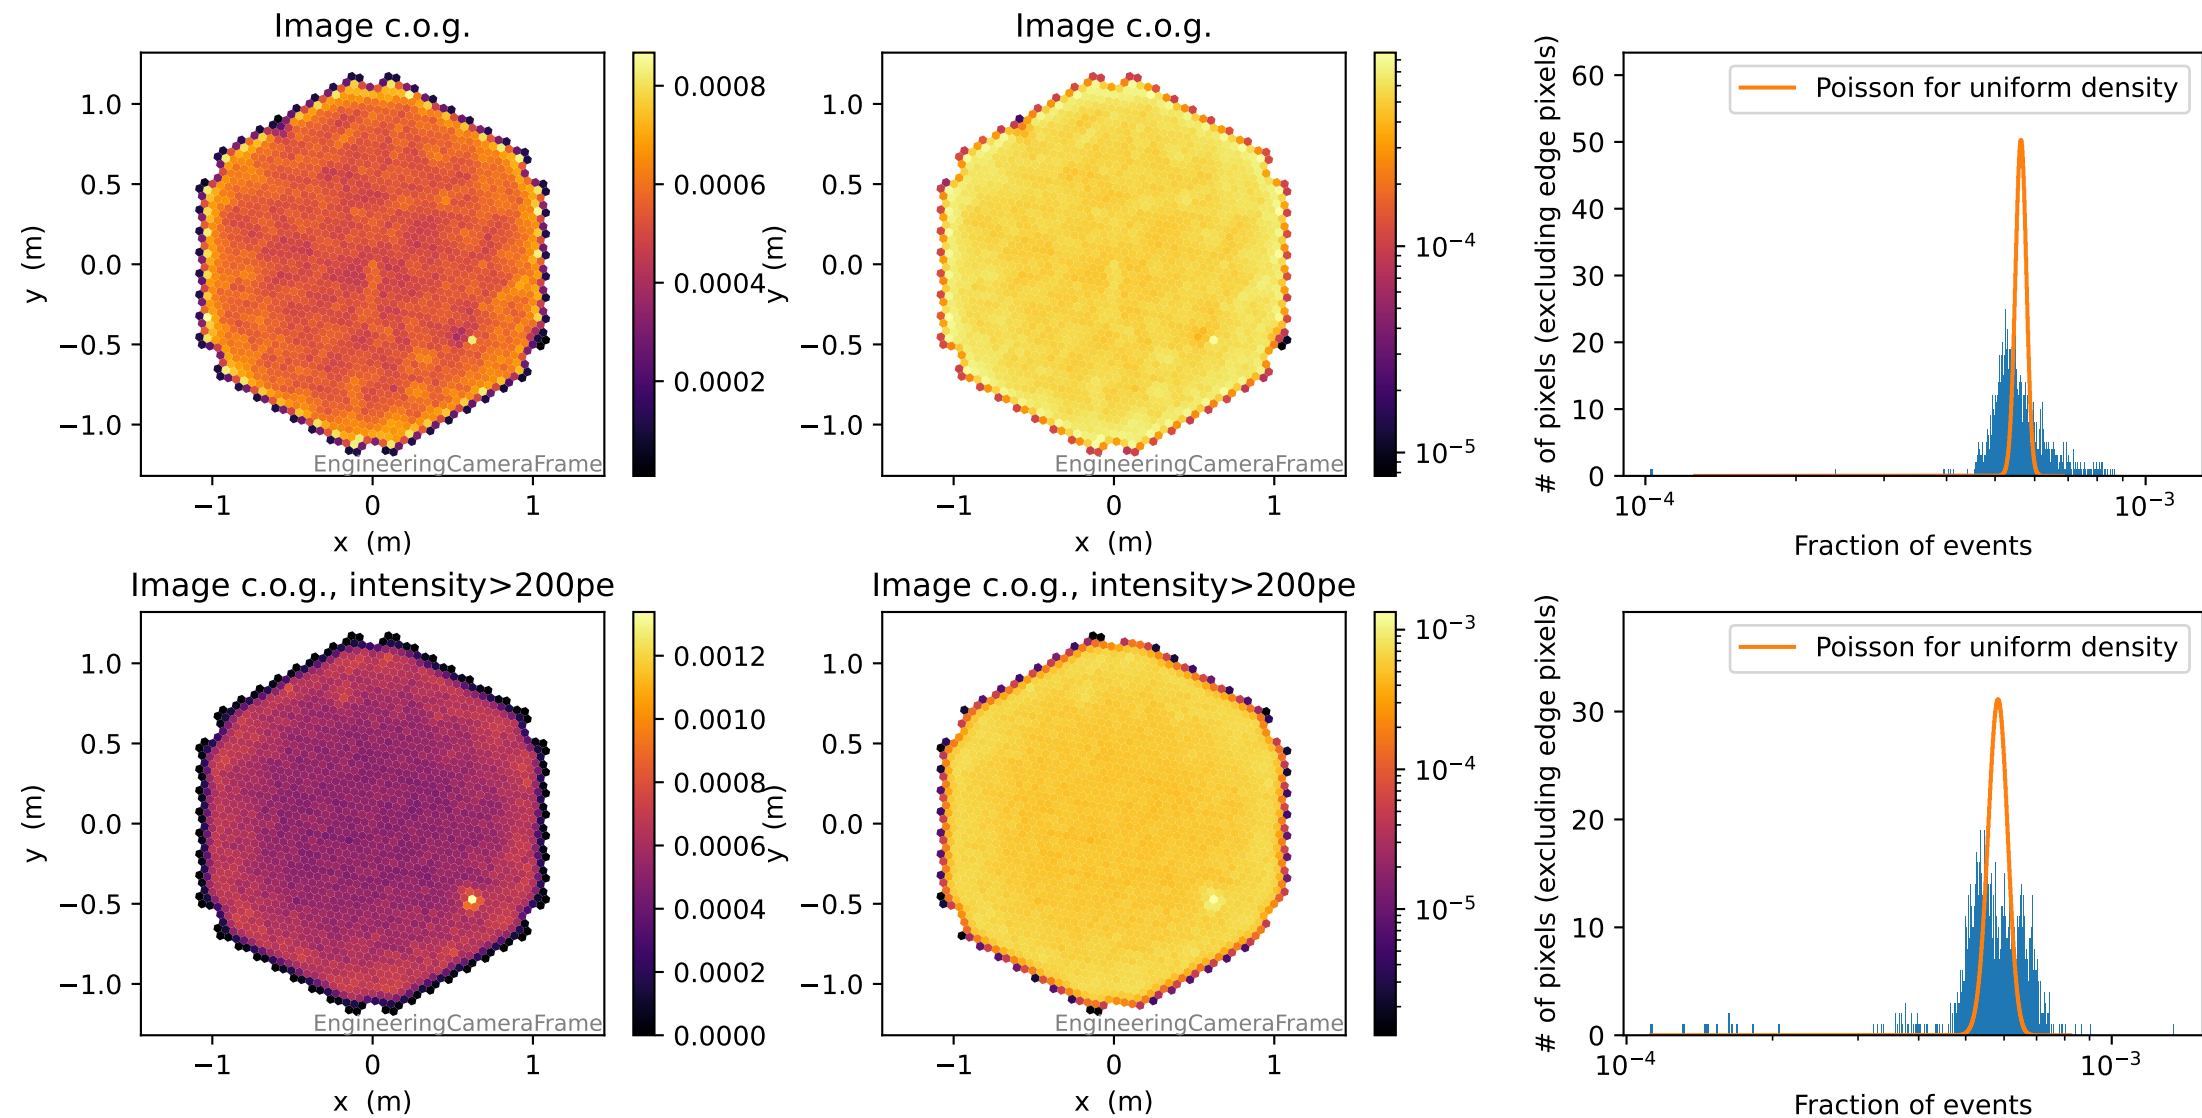 Image c.o.g.
1.0
0.5
0.0
−0.5
−1.0
y (m)
−1
0
1
x (m)
EngineeringCameraFrame
0.0008
0.0006
0.0004
0.0002
Image c.o.g.
1.0
0.5
0.0
−0.5
−1.0
y (m)
−1
0
1
x (m)
EngineeringCameraFrame
10⁻⁴
10⁻⁵
60
50
40
30
20
10
0
# of pixels (excluding edge pixels)
Poisson for uniform density
10⁻⁴
10⁻³
Fraction of events
Image c.o.g., intensity>200pe
1.0
0.5
0.0
−0.5
−1.0
y (m)
−1
0
1
x (m)
EngineeringCameraFrame
0.0012
0.0010
0.0008
0.0006
0.0004
0.0002
0.0000
Image c.o.g., intensity>200pe
1.0
0.5
0.0
−0.5
−1.0
y (m)
−1
0
1
x (m)
EngineeringCameraFrame
10⁻³
10⁻⁴
10⁻⁵
30
20
10
0
# of pixels (excluding edge pixels)
Poisson for uniform density
10⁻⁴
10⁻³
Fraction of events